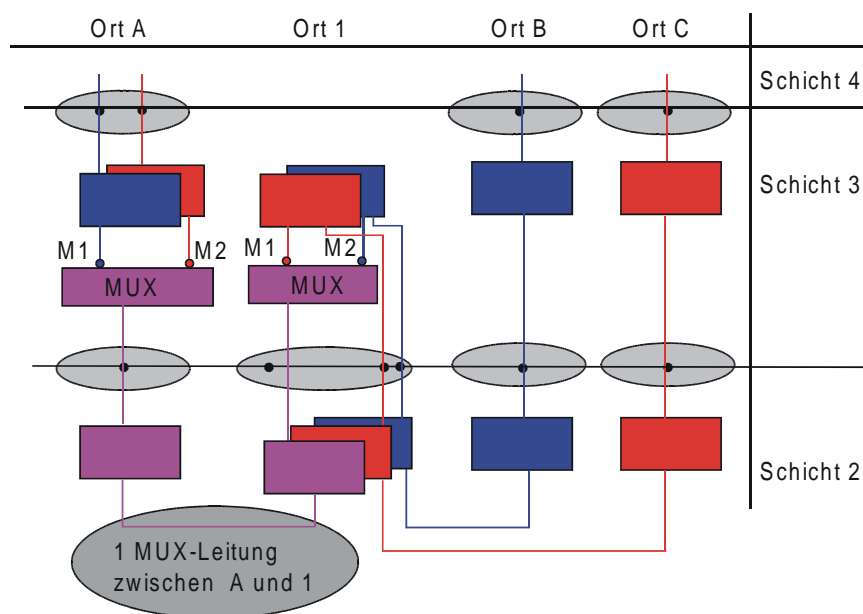 Ort A Ort 1 Ort B Ort C
Schicht 4
Schicht 3
M1 M2 M1 M2
MUX MUX
Schicht 2
1 MUX-Leitung
zwischen A und 1